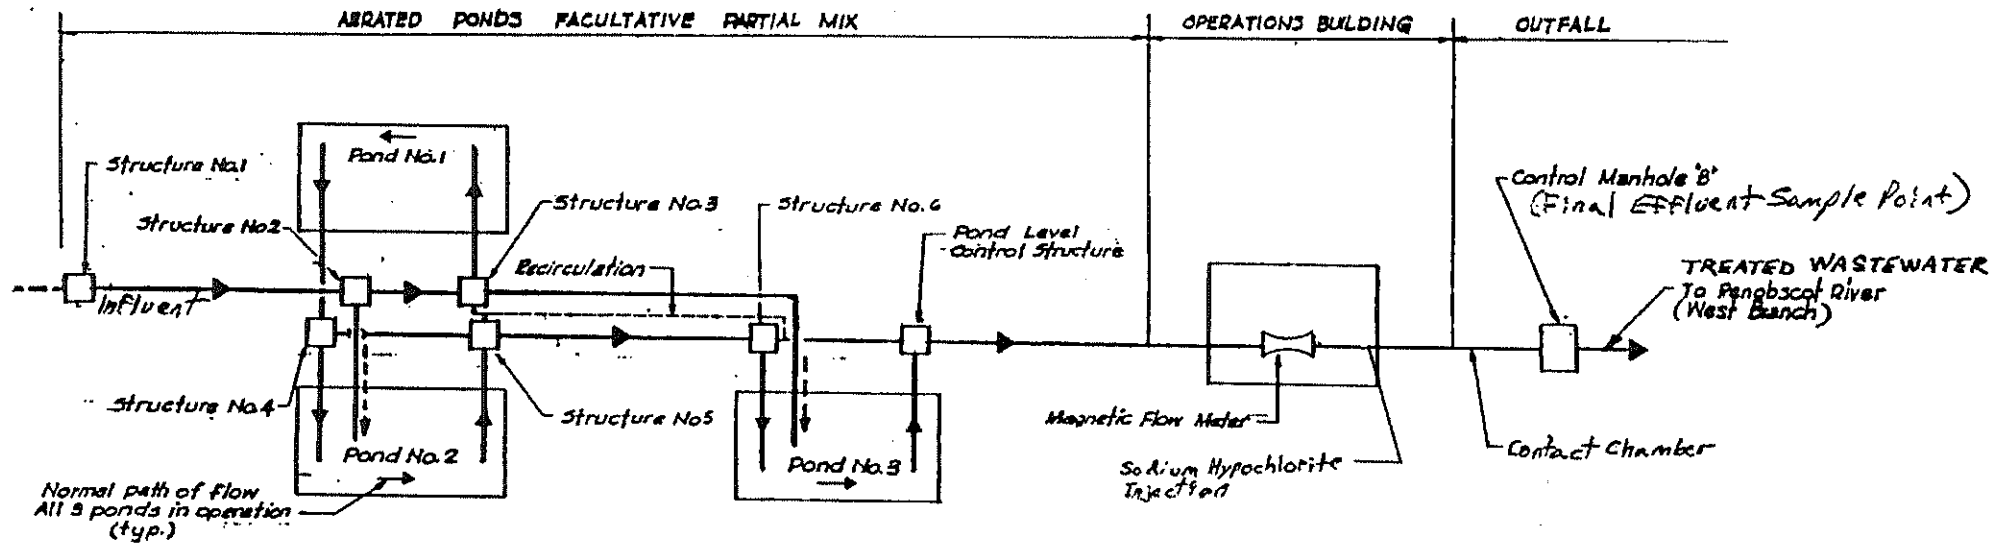 AERATED PONDS FACULTATIVE PARTIAL MIX
OPERATIONS BUILDING
OUTFALL
Structure No.1
Pond No.1
Structure No.2
Structure No.3
Structure No.6
Pond Level
Control Structure
Control Manhole "B"
(Final Effluent Sample Point)
Influent
Recirculation
TREATED WASTEWATER
To Penobscot River
(West Branch)
Structure No.4
Structure No5
Magnetic Flow Meter
Pond No.2
Pond No.3
Sodium Hypochlorite
Injection
Contact Chamber
Normal path of flow
All 3 ponds in operation
(typ.)